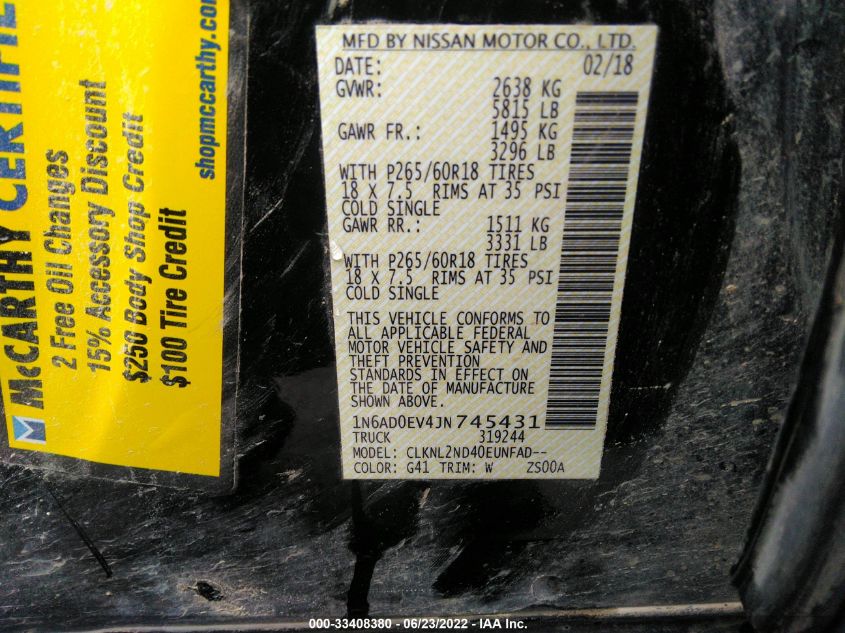 McCARTHY CERTIFIE
2 Free Oil Changes
15% Accessory Discount
$250 Body Shop Credit
$100 Tire Credit
shopmccarthy.co
MFD BY NISSAN MOTOR CO., LTD.
DATE: 02/18
GVWR: 2638 KG
5815 LB
GAWR FR.: 1495 KG
3296 LB
WITH P265/60R18 TIRES
18 X 7.5 RIMS AT 35 PSI
COLD SINGLE
GAWR RR.: 1511 KG
3331 LB
WITH P265/60R18 TIRES
18 X 7.5 RIMS AT 35 PSI
COLD SINGLE
THIS VEHICLE CONFORMS TO
ALL APPLICABLE FEDERAL
MOTOR VEHICLE SAFETY AND
THEFT PREVENTION
STANDARDS IN EFFECT ON
THE DATE OF MANUFACTURE
SHOWN ABOVE.
1N6AD0EV4JN745431
TRUCK 319244
MODEL: CLKNL2ND40EUNFAD--
COLOR: G41 TRIM: W ZS00A
000-33408380 - 06/23/2022 - IAA Inc.